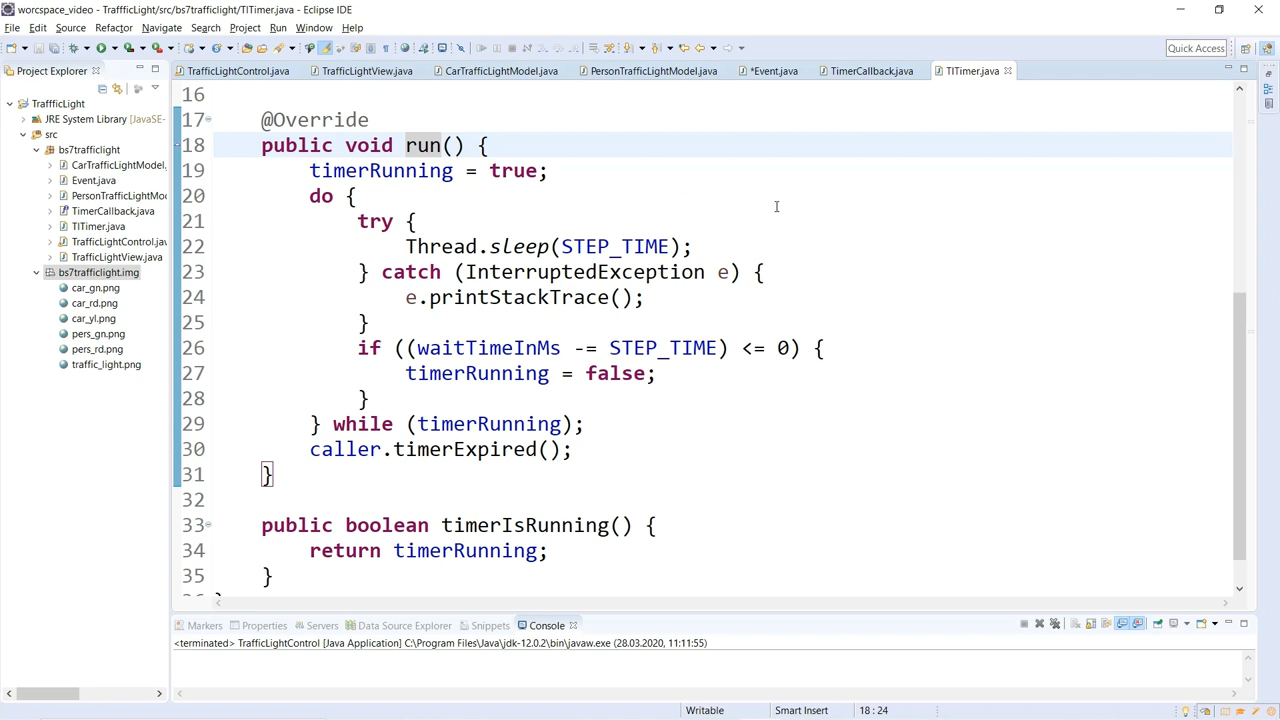 worcspace_video - TraffficLight/src/bs7trafficlight/TlTimer.java - Eclipse IDE
File Edit Source Refactor Navigate Search Project Run Window Help
Quick Access
Project Explorer
TrafficLightControl.java TrafficLightView.java CarTrafficLightModel.java PersonTrafficLightModel.java *Event.java TimerCallback.java TlTimer.java
TraffficLight
JRE System Library [JavaSE-
src
bs7trafficlight
CarTrafficLightModel.
Event.java
PersonTrafficLightMo
TimerCallback.java
TlTimer.java
TrafficLightControl.jav
TrafficLightView.java
bs7trafficlight.img
car_gn.png
car_rd.png
car_yl.png
pers_gn.png
pers_rd.png
traffic_light.png
16
17 @Override
18 public void run() {
19 timerRunning = true;
20 do {
21 try {
22 Thread.sleep(STEP_TIME);
23 } catch (InterruptedException e) {
24 e.printStackTrace();
25 }
26 if ((waitTimeInMs -= STEP_TIME) <= 0) {
27 timerRunning = false;
28 }
29 } while (timerRunning);
30 caller.timerExpired();
31 }
32
33 public boolean timerIsRunning() {
34 return timerRunning;
35 }
Markers Properties Servers Data Source Explorer Snippets Console
<terminated> TrafficLightControl [Java Application] C:\Program Files\Java\jdk-12.0.2\bin\javaw.exe (28.03.2020, 11:11:55)
Writable Smart Insert 18 : 24